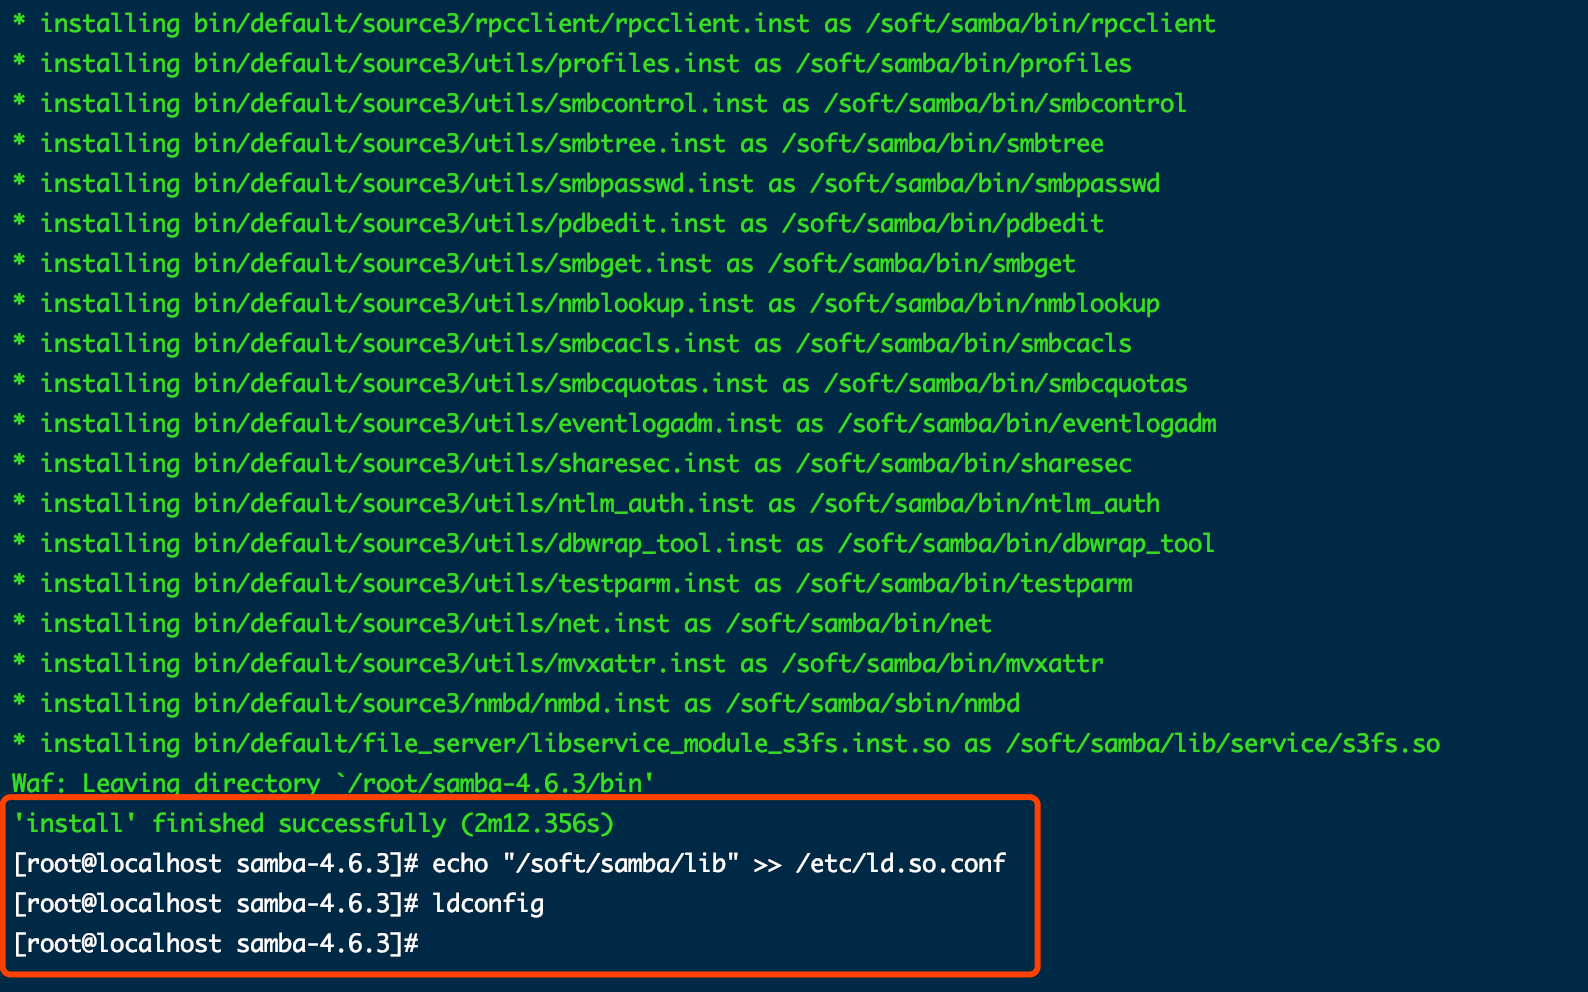 * installing bin/default/source3/rpcclient/rpcclient.inst as /soft/samba/bin/rpcclient
* installing bin/default/source3/utils/profiles.inst as /soft/samba/bin/profiles
* installing bin/default/source3/utils/smbcontrol.inst as /soft/samba/bin/smbcontrol
* installing bin/default/source3/utils/smbtree.inst as /soft/samba/bin/smbtree
* installing bin/default/source3/utils/smbpasswd.inst as /soft/samba/bin/smbpasswd
* installing bin/default/source3/utils/pdbedit.inst as /soft/samba/bin/pdbedit
* installing bin/default/source3/utils/smbget.inst as /soft/samba/bin/smbget
* installing bin/default/source3/utils/nmblookup.inst as /soft/samba/bin/nmblookup
* installing bin/default/source3/utils/smbcacls.inst as /soft/samba/bin/smbcacls
* installing bin/default/source3/utils/smbcquotas.inst as /soft/samba/bin/smbcquotas
* installing bin/default/source3/utils/eventlogadm.inst as /soft/samba/bin/eventlogadm
* installing bin/default/source3/utils/sharesec.inst as /soft/samba/bin/sharesec
* installing bin/default/source3/utils/ntlm_auth.inst as /soft/samba/bin/ntlm_auth
* installing bin/default/source3/utils/dbwrap_tool.inst as /soft/samba/bin/dbwrap_tool
* installing bin/default/source3/utils/testparm.inst as /soft/samba/bin/testparm
* installing bin/default/source3/utils/net.inst as /soft/samba/bin/net
* installing bin/default/source3/utils/mvxattr.inst as /soft/samba/bin/mvxattr
* installing bin/default/source3/nmbd/nmbd.inst as /soft/samba/sbin/nmbd
* installing bin/default/file_server/libservice_module_s3fs.inst.so as /soft/samba/lib/service/s3fs.so
Waf: Leaving directory `/root/samba-4.6.3/bin'
'install' finished successfully (2m12.356s)
[root@localhost samba-4.6.3]# echo "/soft/samba/lib" >> /etc/ld.so.conf
[root@localhost samba-4.6.3]# ldconfig
[root@localhost samba-4.6.3]#